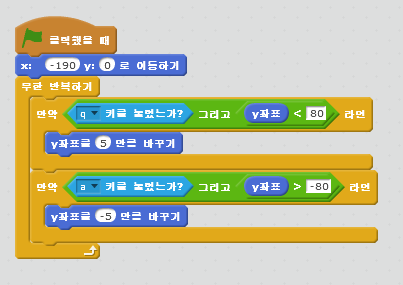 클릭했을 때
x: -190 y: 0 로 이동하기
무한 반복하기
만약 q 키를 눌렀는가? 그리고 y좌표 < 80 라면
y좌표를 5 만큼 바꾸기
만약 a 키를 눌렀는가? 그리고 y좌표 > -80 라면
y좌표를 -5 만큼 바꾸기